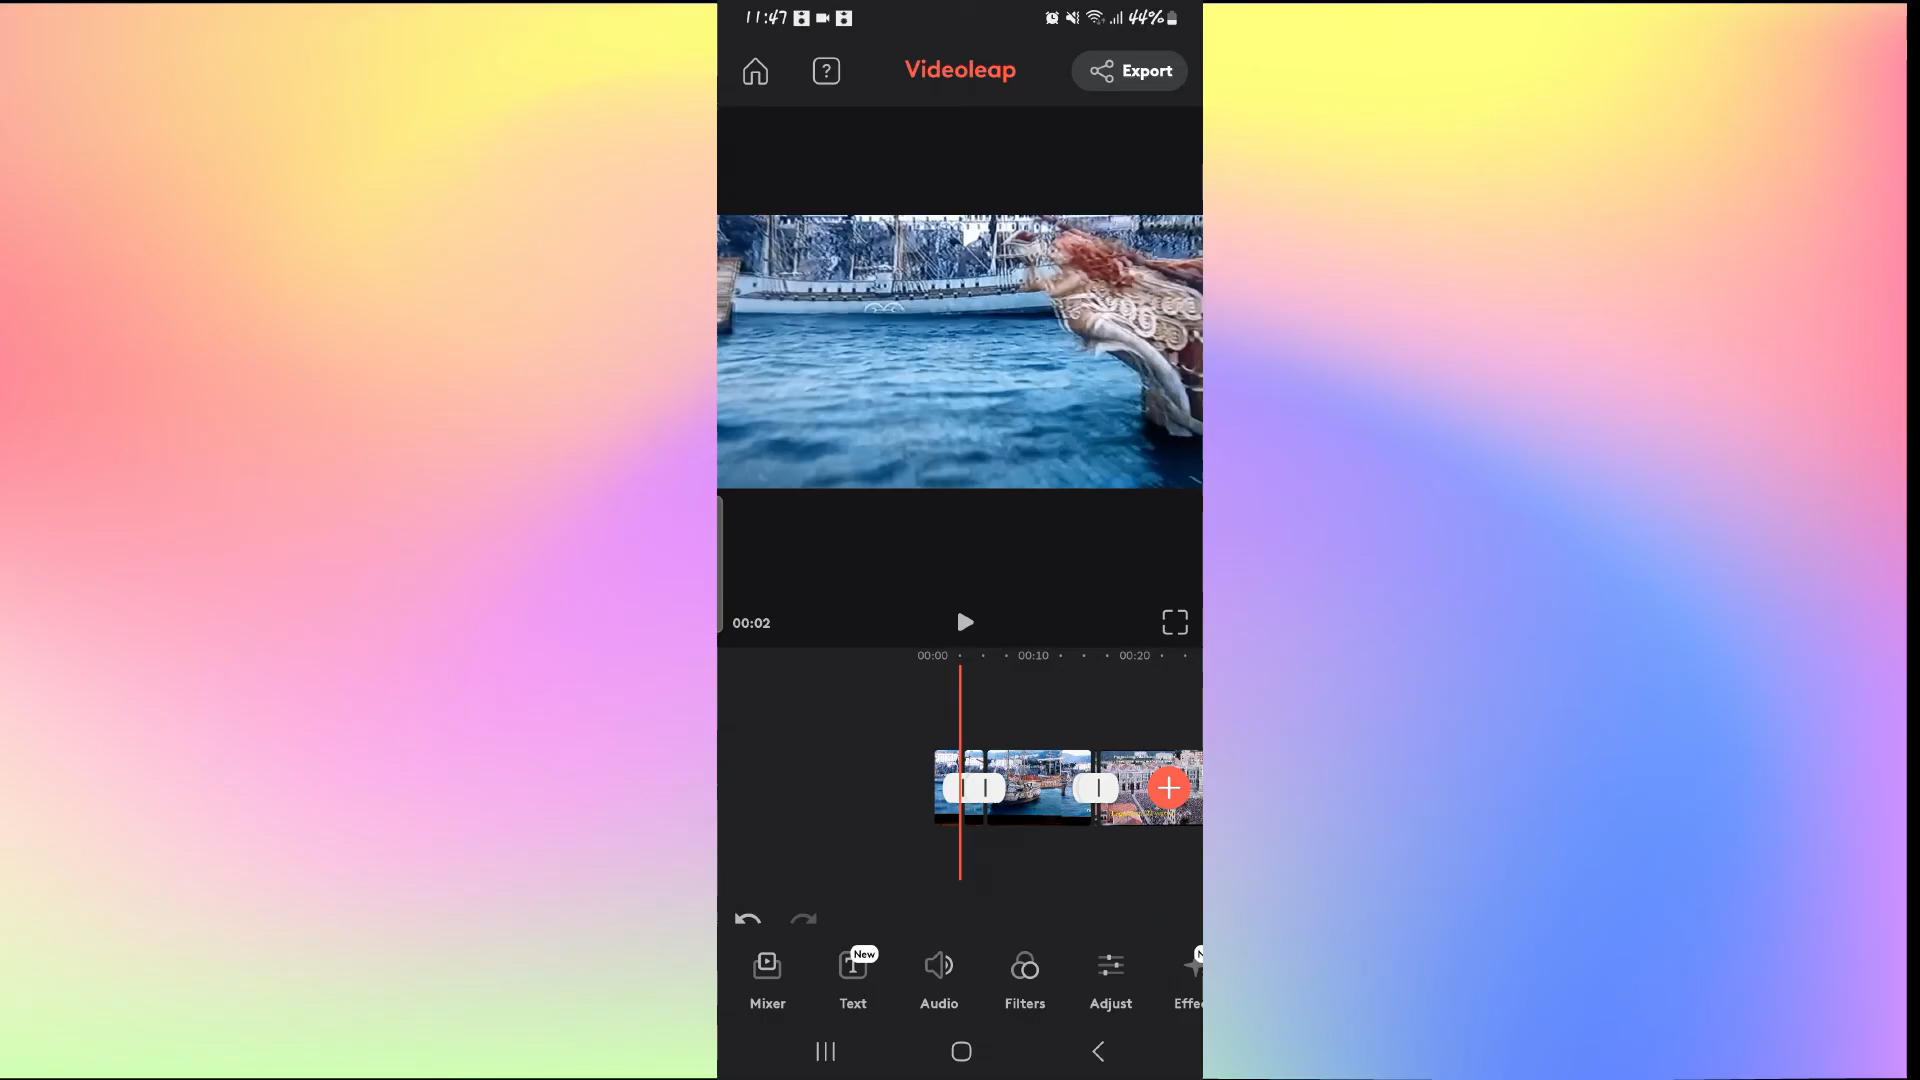 11:47 44%
Videoleap Export
00:02
00:00 00:10 00:20
New
Mixer Text Audio Filters Adjust Effe